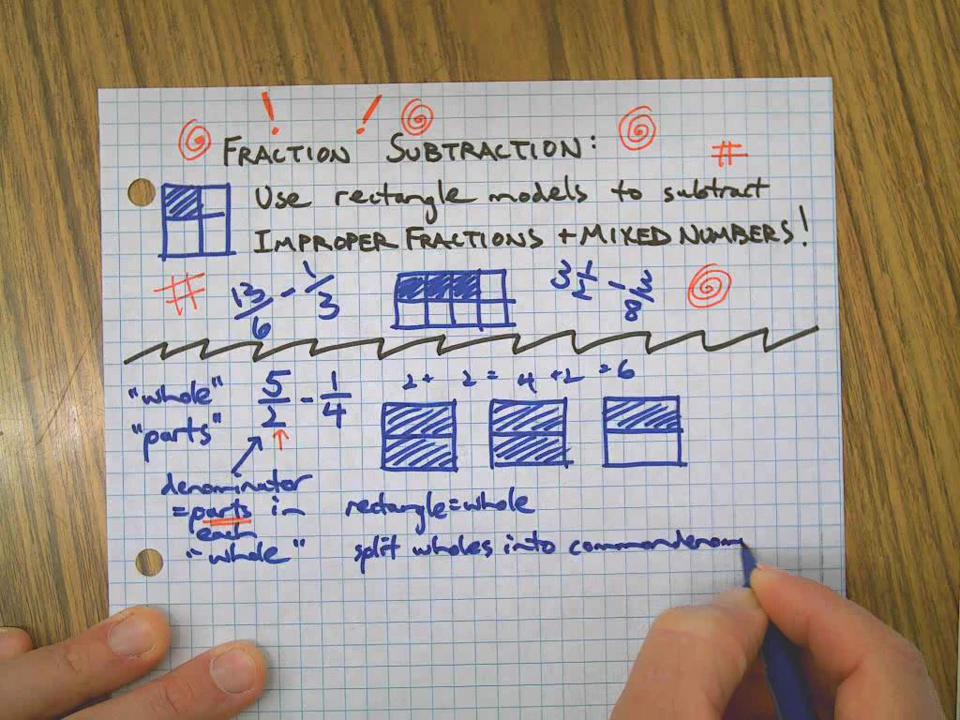 ! !
FRACTION SUBTRACTION:
#
Use rectangle models to subtract
IMPROPER FRACTIONS + MIXED NUMBERS!
#
13/6 - 1/3
3 1/2 - 3/8
"whole"
"parts"
5/2 - 1/4
2 + 2 = 4 + 2 = 6
denominator
= parts in
each
"whole"
rectangle = whole
split wholes into common denom